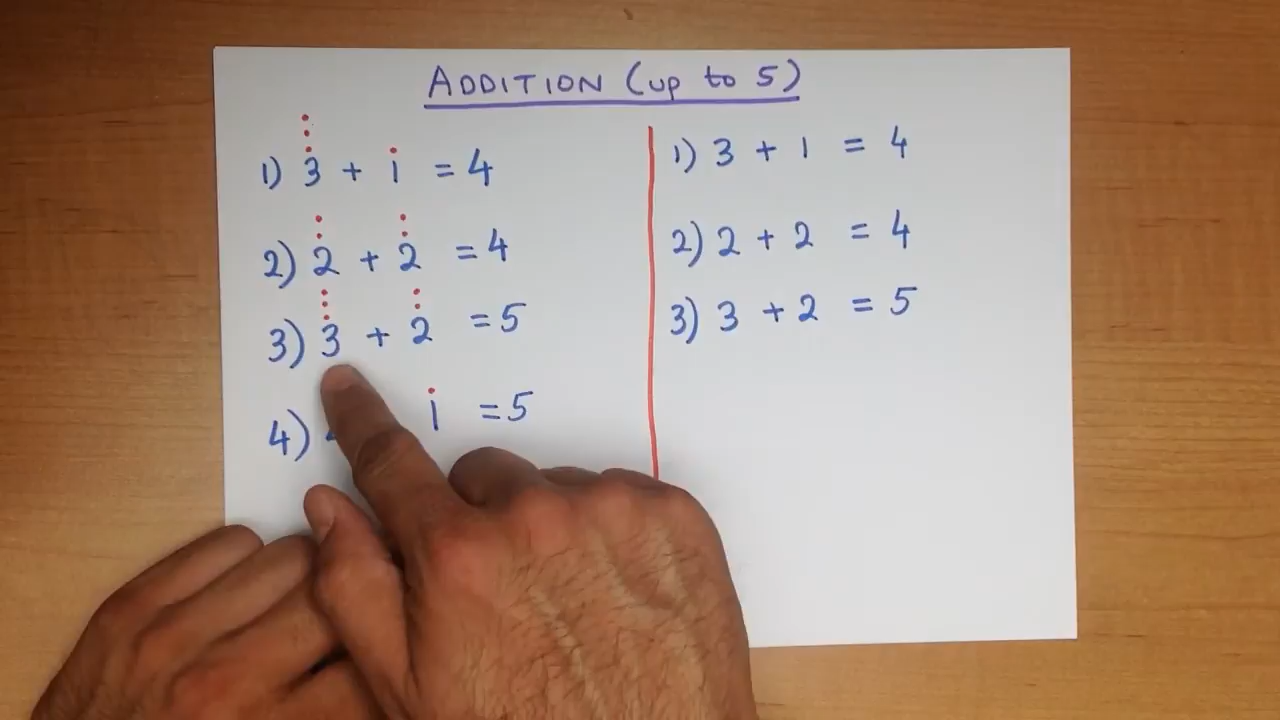 ADDITION (up to 5)
1) 3 + 1 = 4
2) 2 + 2 = 4
3) 3 + 2 = 5
4) 1 = 5
1) 3 + 1 = 4
2) 2 + 2 = 4
3) 3 + 2 = 5